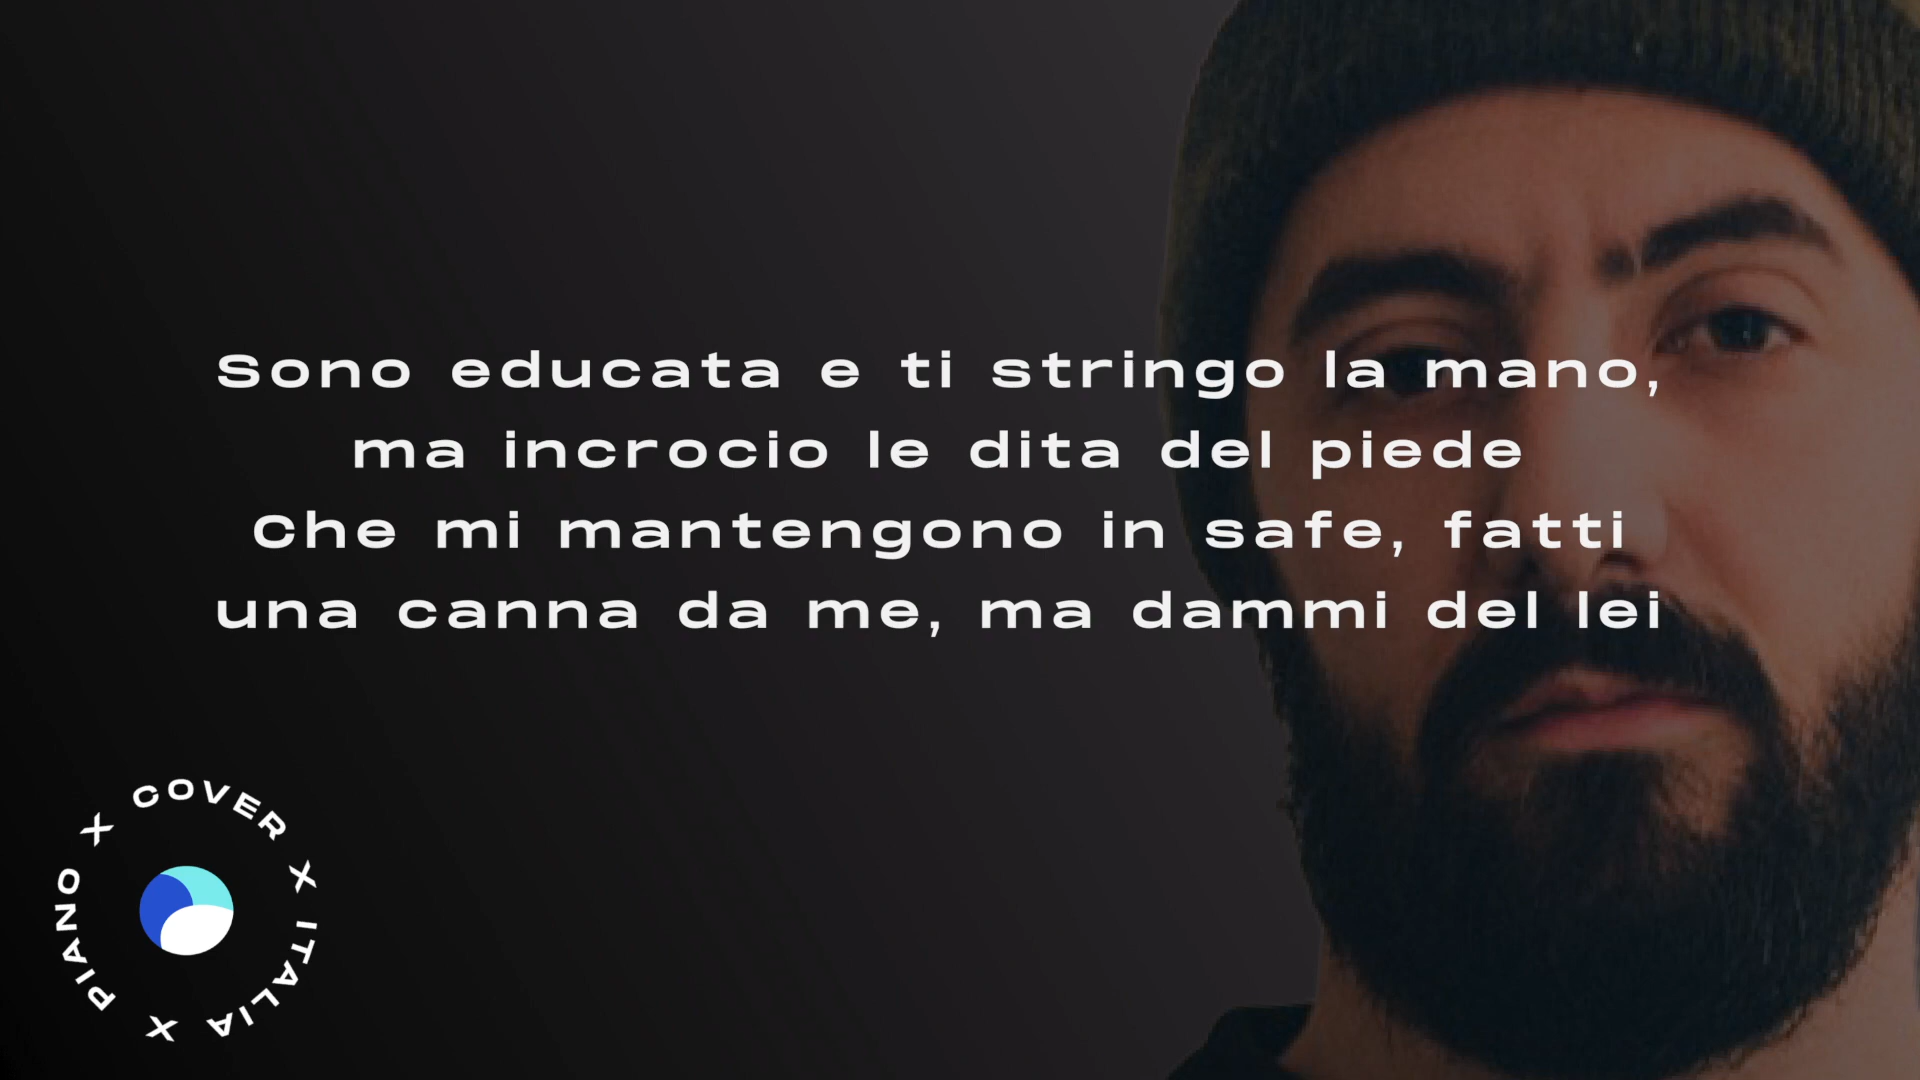 Sono educata e ti stringo la mano,
ma incrocio le dita del piede
Che mi mantengono in safe, fatti
una canna da me, ma dammi del lei
PIANO X COVER X ITALIA X